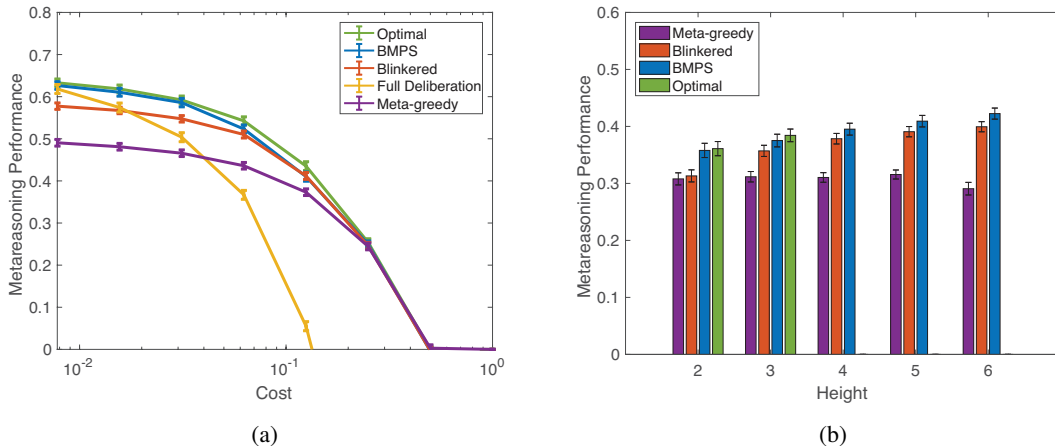 0.8
0.7
0.6
0.5
0.4
0.3
0.2
0.1
0
Metareasoning Performance
10-2
10-1
100
Cost
Optimal
BMPS
Blinkered
Full Deliberation
Meta-greedy
(a)
0.6
0.5
0.4
0.3
0.2
0.1
0
Metareasoning Performance
2 3 4 5 6
Height
Meta-greedy
Blinkered
BMPS
Optimal
(b)